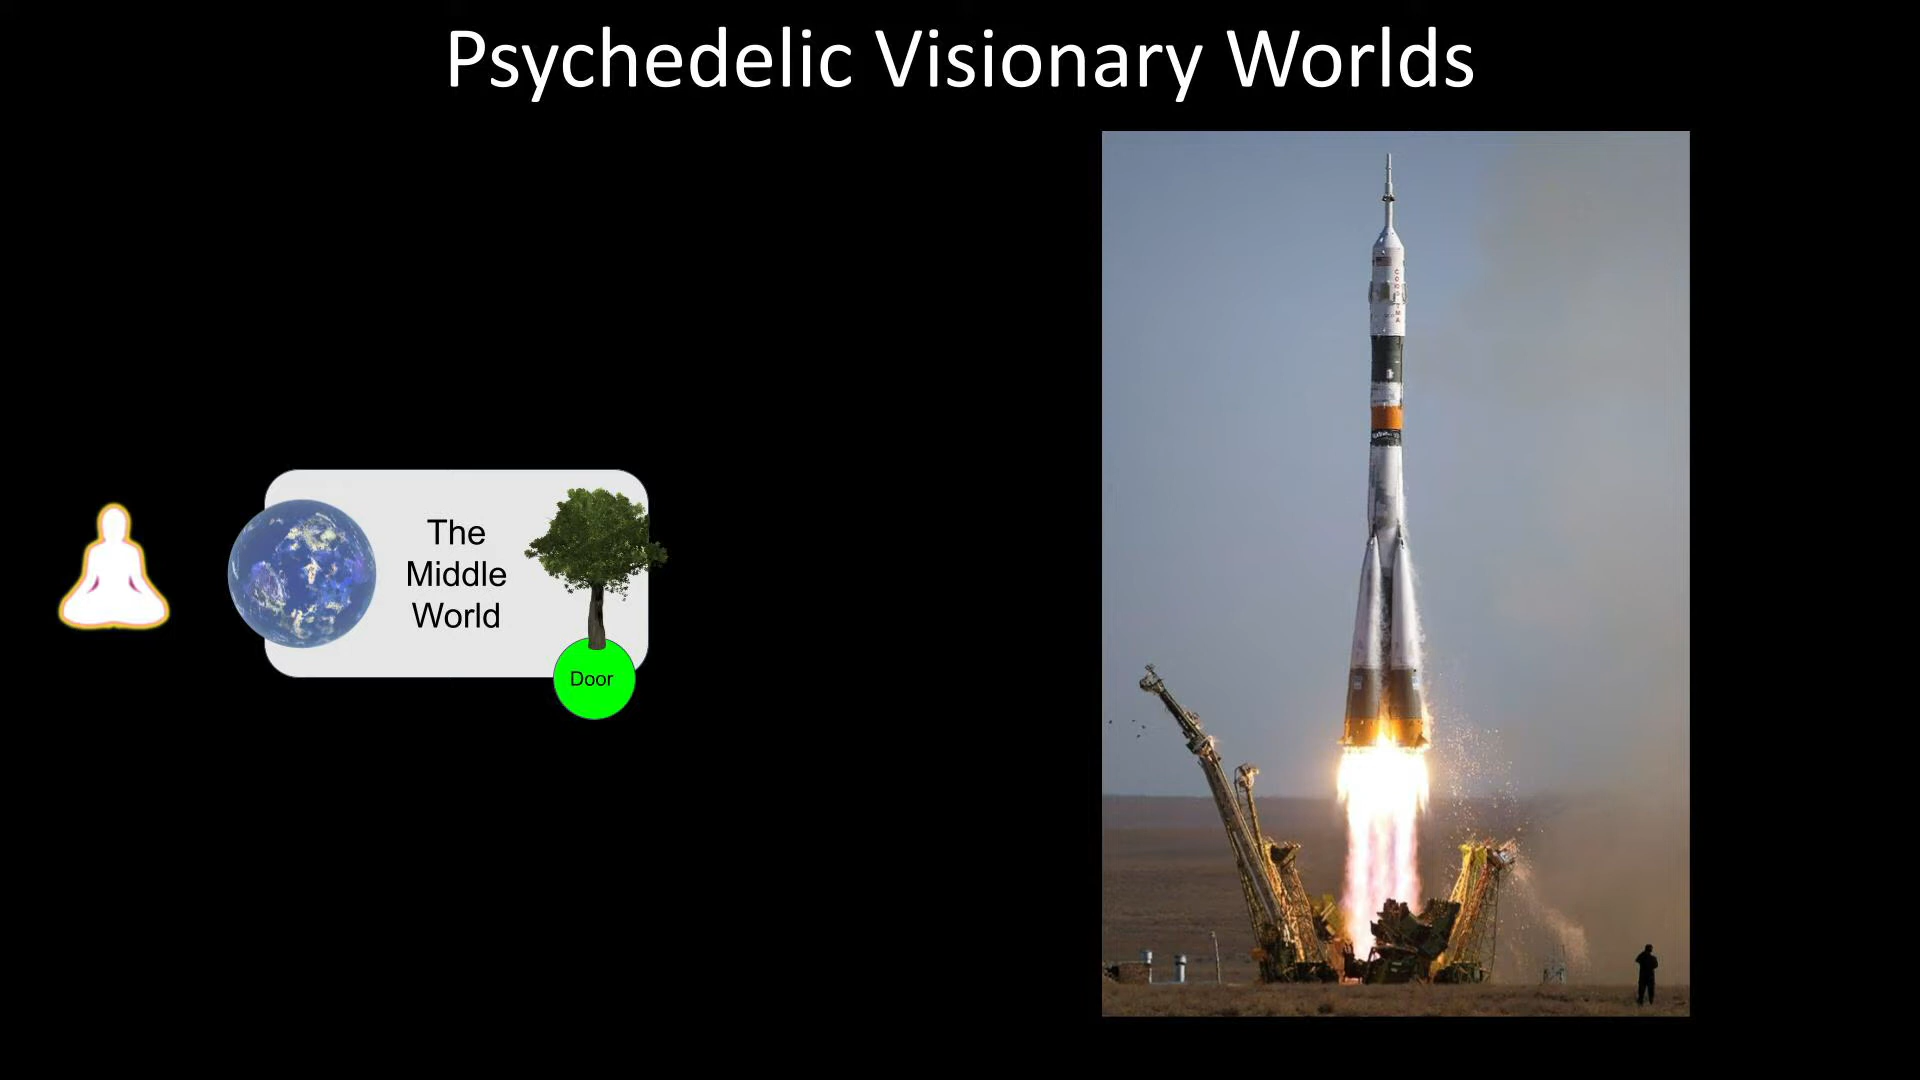 Psychedelic Visionary Worlds
The
Middle
World
Door